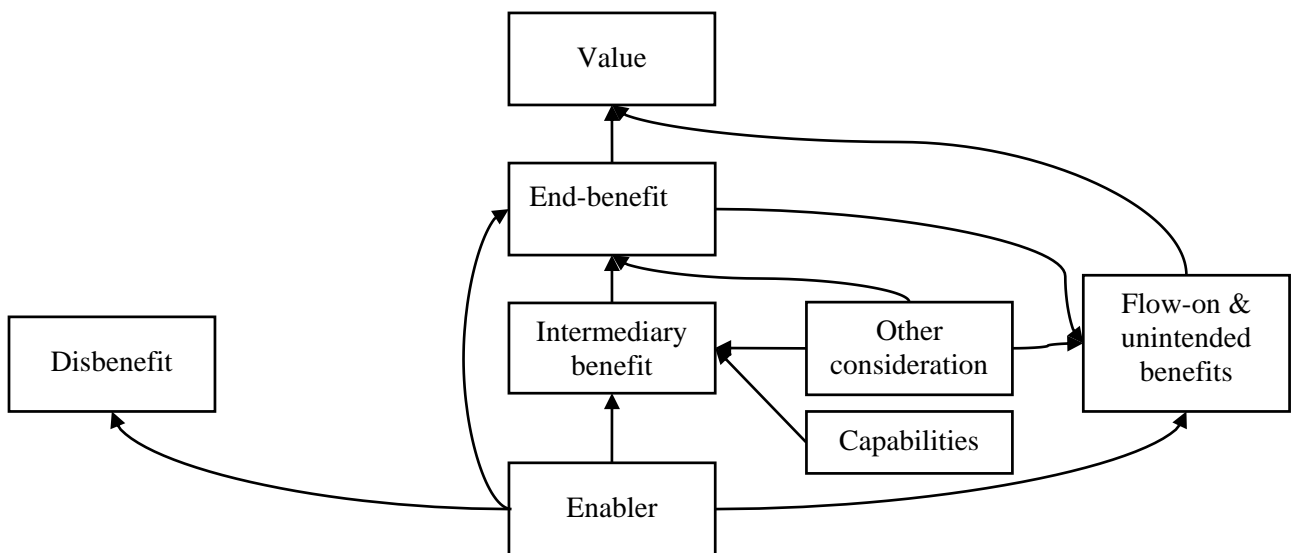 Value
End-benefit
Flow-on &
unintended
benefits
Intermediary
benefit
Other
consideration
Disbenefit
Capabilities
Enabler